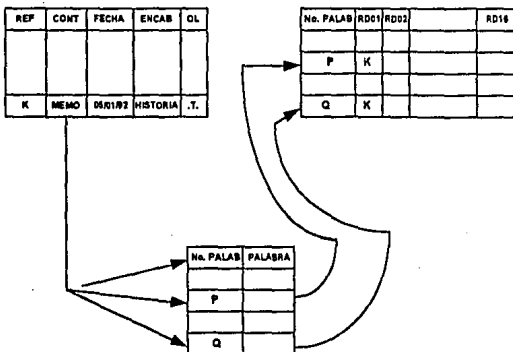 REF CONT FECHA ENCAB OL
K MEMO 05/01/92 HISTORIA .T.
No. PALAB RD01 RD02 RD16
P K
Q K
No. PALAB PALABRA
P
Q